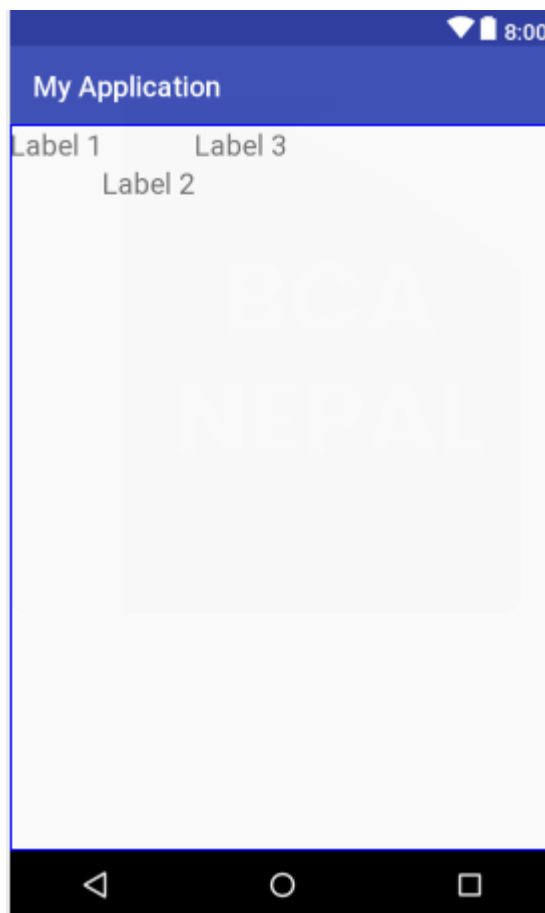 8:00
My Application
Label 1 Label 3
Label 2
BCA
NEPAL